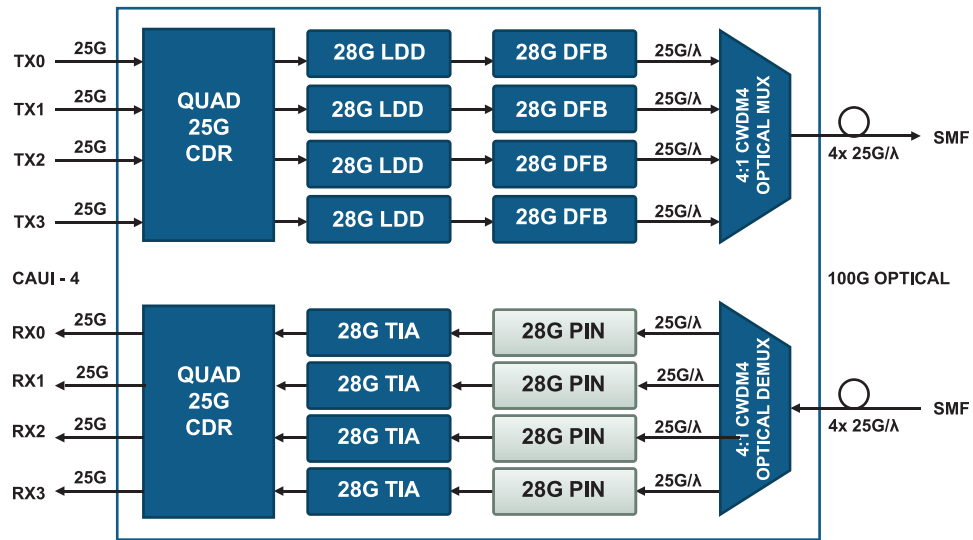 TX0 25G 28G LDD 28G DFB 25G/λ
TX1 25G 28G LDD 28G DFB 25G/λ
TX2 25G 28G LDD 28G DFB 25G/λ
TX3 25G 28G LDD 28G DFB 25G/λ
QUAD
25G
CDR
4:1 CWDM4
OPTICAL MUX
4x 25G/λ
SMF
CAUI - 4
100G OPTICAL
RX0 25G 28G TIA 28G PIN 25G/λ
RX1 25G 28G TIA 28G PIN 25G/λ
RX2 25G 28G TIA 28G PIN 25G/λ
RX3 25G 28G TIA 28G PIN 25G/λ
QUAD
25G
CDR
4:1 CWDM4
OPTICAL DEMUX
4x 25G/λ
SMF